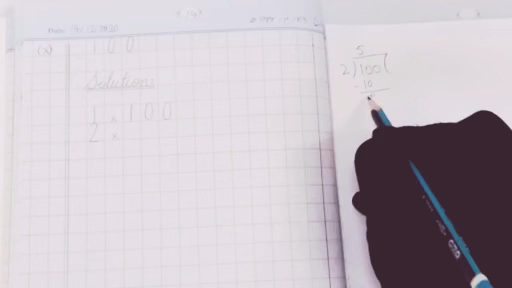 (x) 100
Solution:
1 × 100
2 ×
5
2)100(
-10